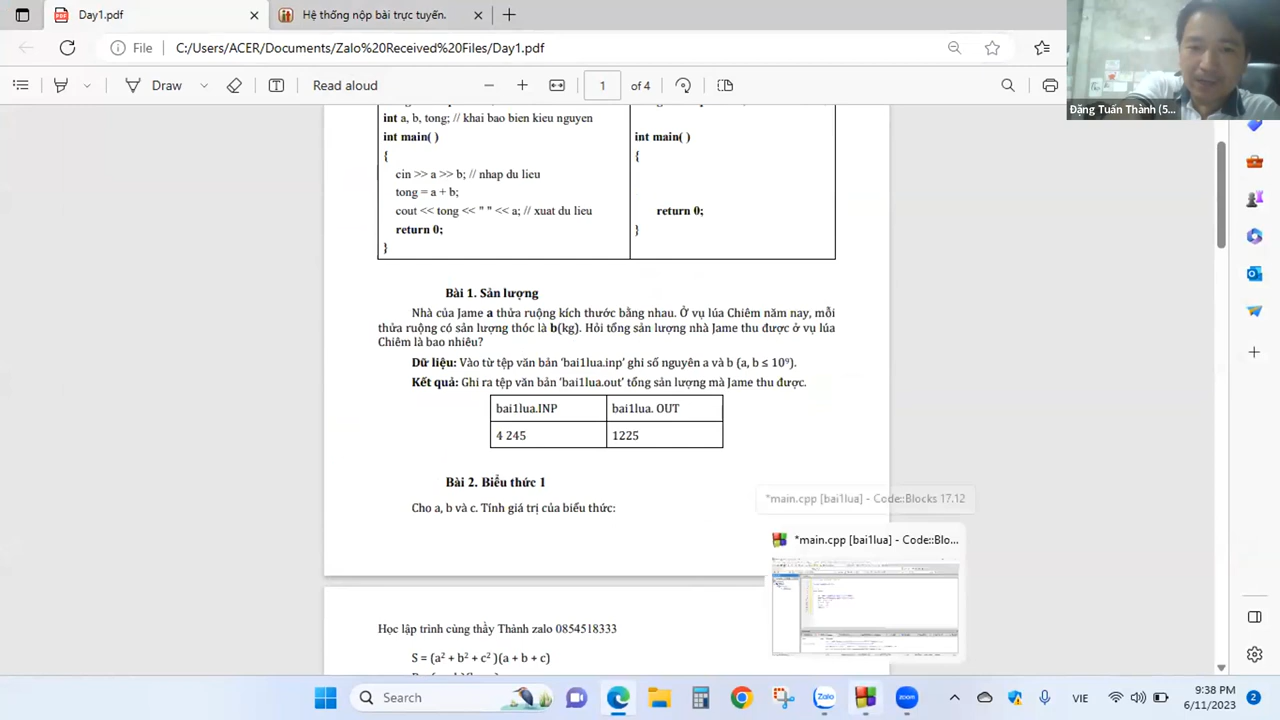 Day1.pdf
Hệ thống nộp bài trực tuyến.
File
C:/Users/ACER/Documents/Zalo%20Received%20Files/Day1.pdf
Draw
Read aloud
1
of 4
Đặng Tuấn Thành (5...
int a, b, tong; // khai bao bien kieu nguyen
int main( )
{
cin >> a >> b; // nhap du lieu
tong = a + b;
cout << tong << " " << a; // xuat du lieu
return 0;
}
int main( )
{
return 0;
}
Bài 1. Sản lượng
Nhà của Jame a thửa ruộng kích thước bằng nhau. Ở vụ lúa Chiêm năm nay, mỗi
thửa ruộng có sản lượng thóc là b(kg). Hỏi tổng sản lượng nhà Jame thu được ở vụ lúa
Chiêm là bao nhiêu?
Dữ liệu: Vào từ tệp văn bản ‘bai1lua.inp’ ghi số nguyên a và b (a, b ≤ 10⁹).
Kết quả: Ghi ra tệp văn bản ‘bai1lua.out’ tổng sản lượng mà Jame thu được.
bai1lua.INP
bai1lua. OUT
4 245
1225
Bài 2. Biểu thức 1
Cho a, b và c. Tính giá trị của biểu thức:
*main.cpp [bai1lua] - Code::Blocks 17.12
*main.cpp [bai1lua] - Code::Blo...
Học lập trình cùng thầy Thành zalo 0854518333
S = (a² + b² + c² )(a + b + c)
Search
Zalo
zoom
VIE
9:38 PM
6/11/2023
2